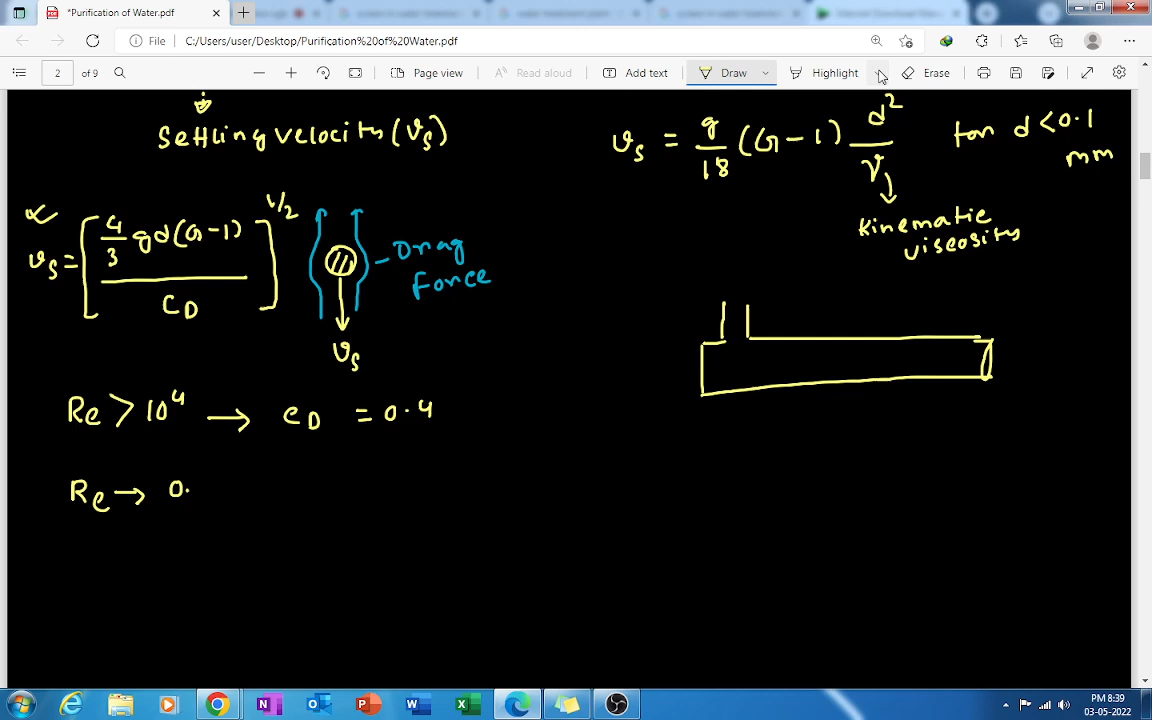 *Purification of Water.pdf
File C:/Users/user/Desktop/Purification%20of%20Water.pdf
2 of 9 Page view Read aloud Add text Draw Highlight Erase
Settling velocity (vs)
vs = g/18 (G-1) d²/ν for d < 0.1 mm
Kinematic viscosity
vs = [4/3 gd(G-1) / CD]^1/2
Drag Force
vs
Re > 10⁴ → CD = 0.4
Re → 0.
PM 8:39
03-05-2022